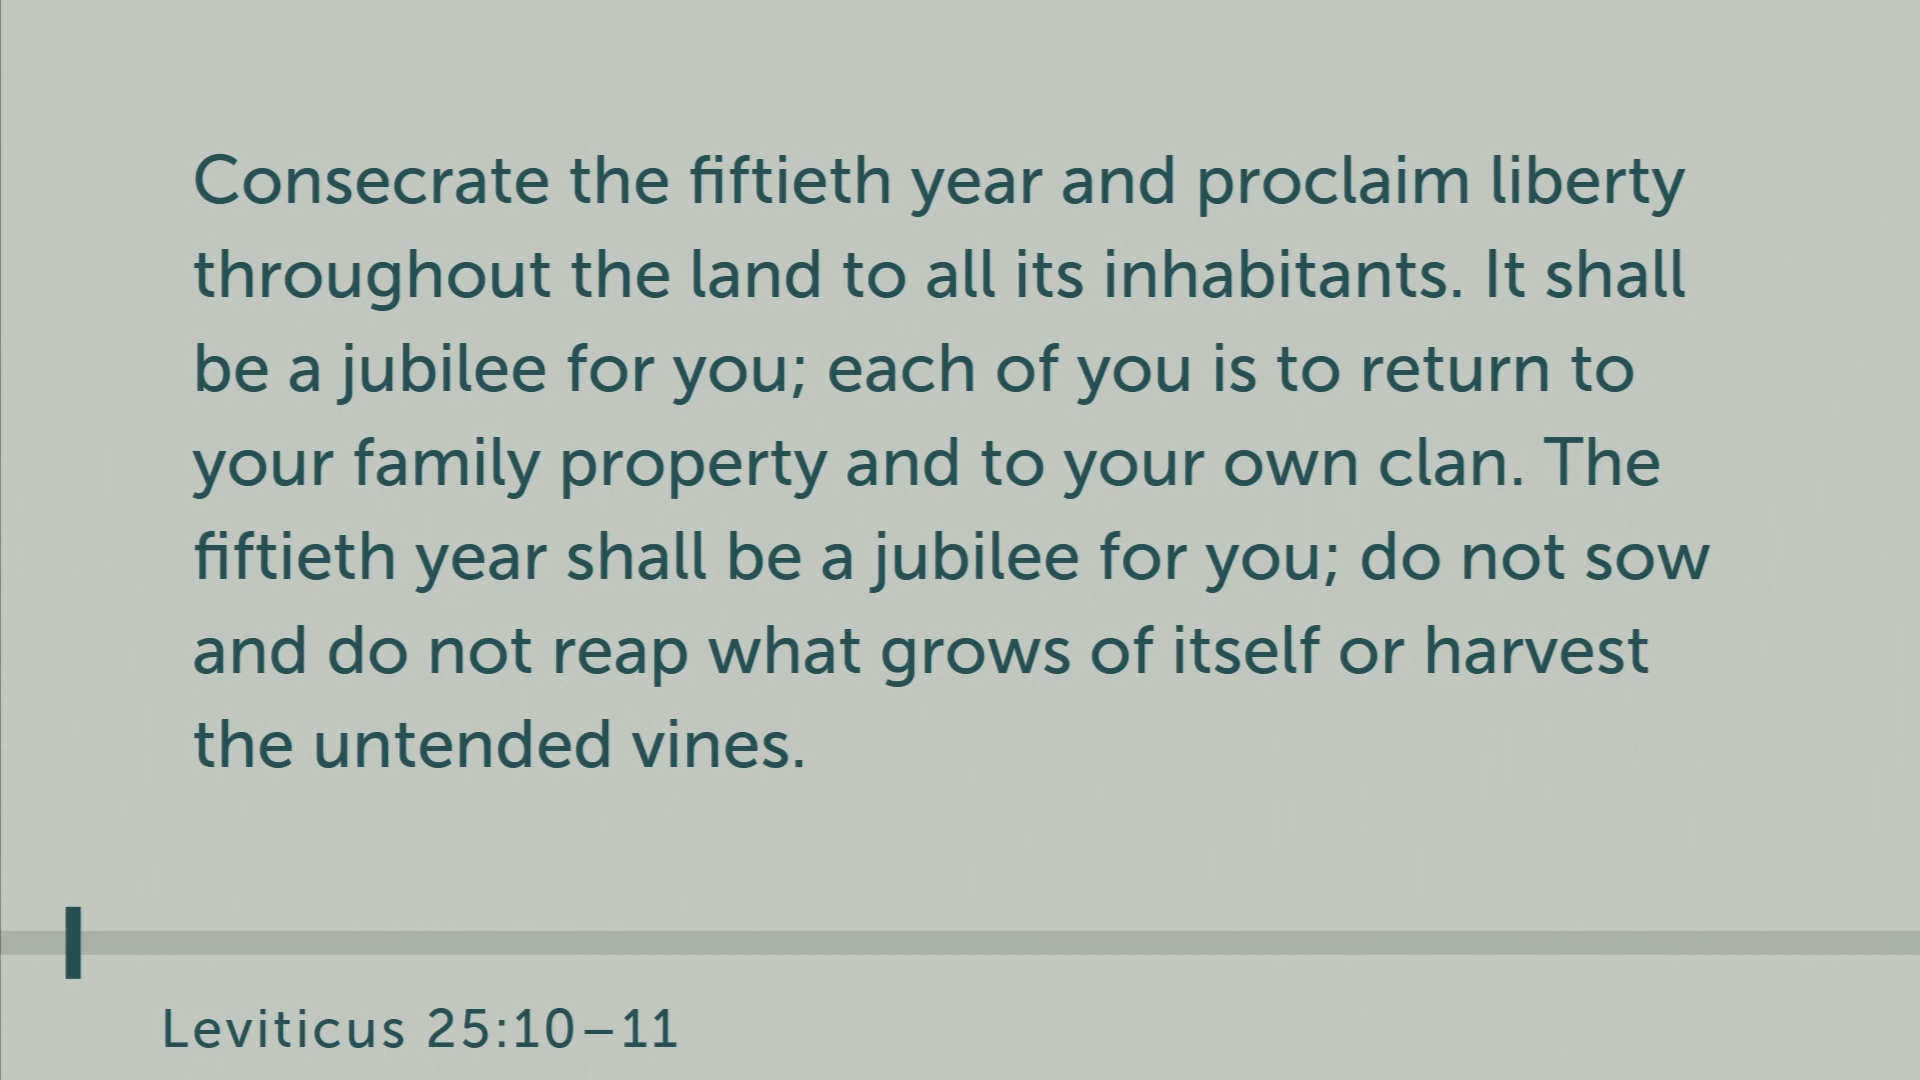 Consecrate the fiftieth year and proclaim liberty
throughout the land to all its inhabitants. It shall
be a jubilee for you; each of you is to return to
your family property and to your own clan. The
fiftieth year shall be a jubilee for you; do not sow
and do not reap what grows of itself or harvest
the untended vines.
Leviticus 25:10–11